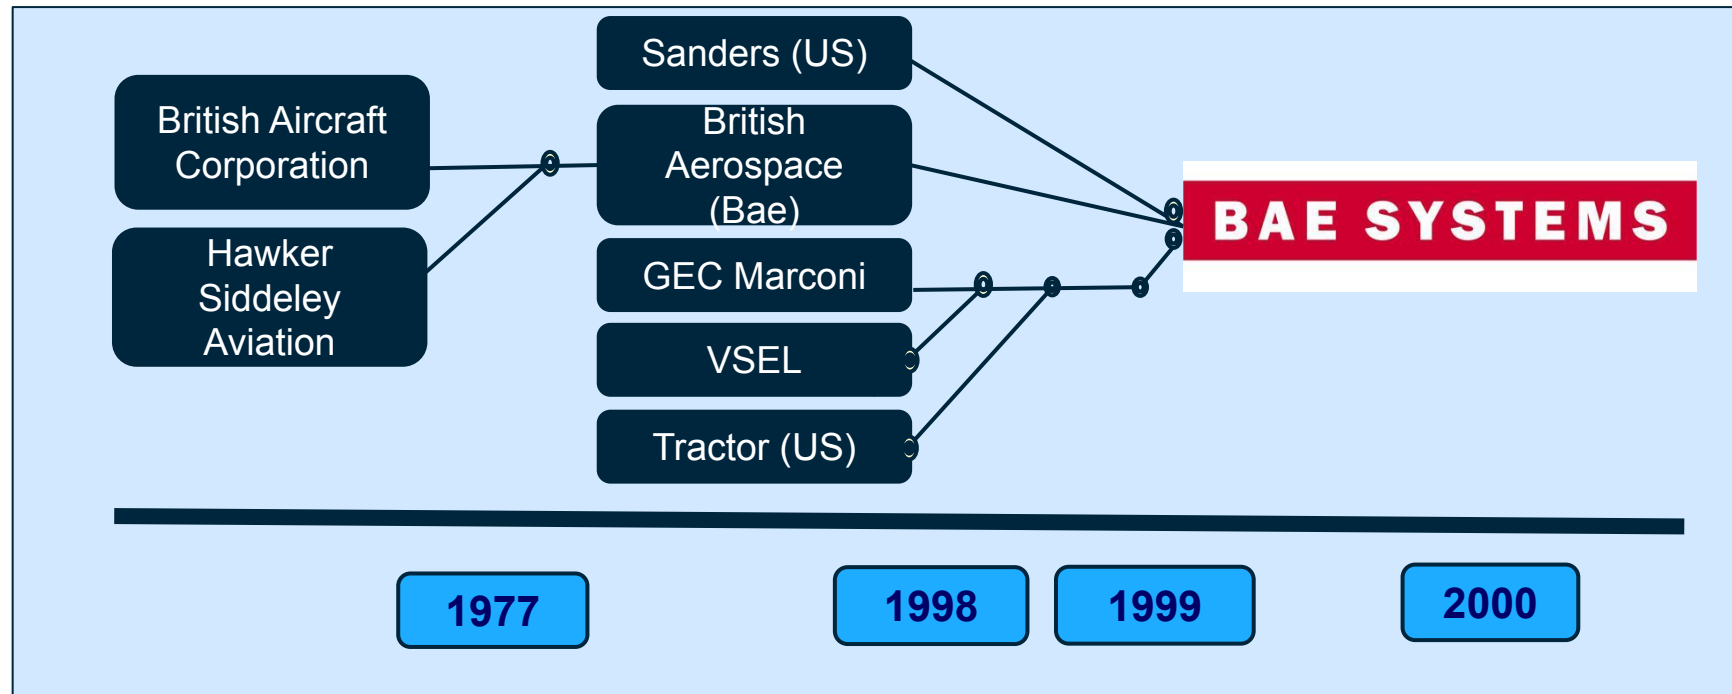 British Aircraft
Corporation
Hawker
Siddeley
Aviation
Sanders (US)
British
Aerospace
(Bae)
GEC Marconi
VSEL
Tractor (US)
BAE SYSTEMS
1977
1998
1999
2000